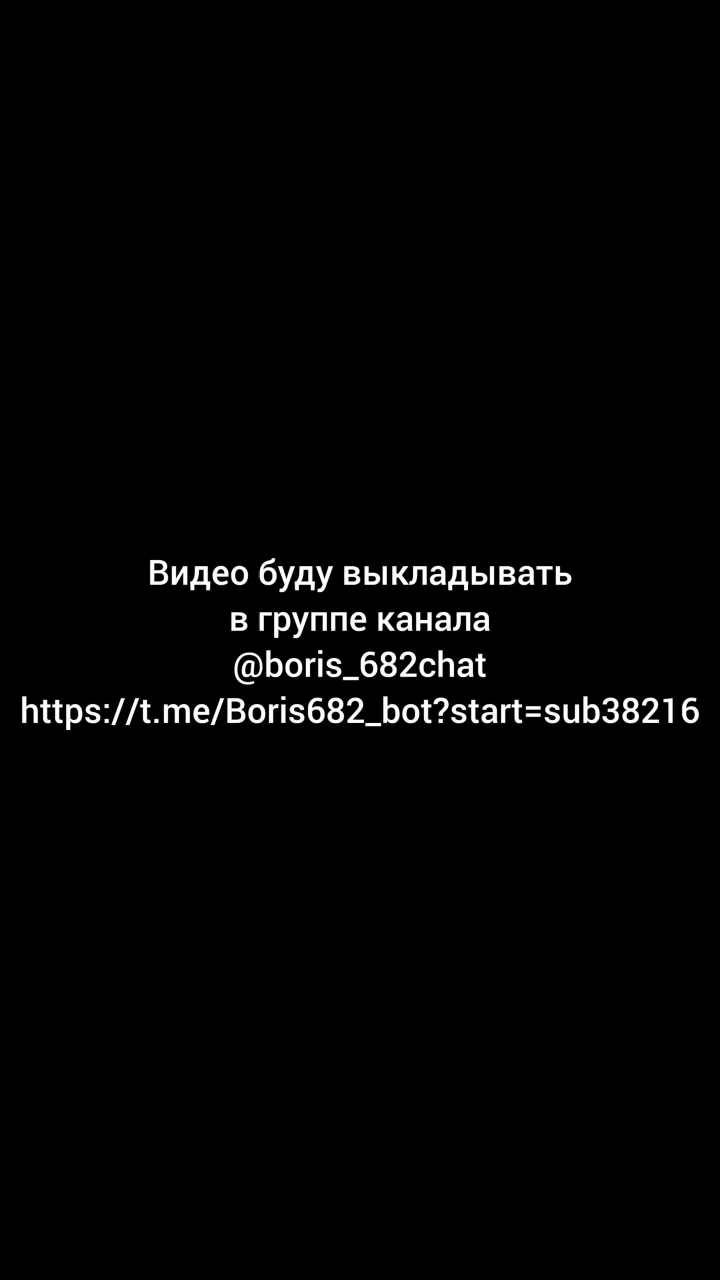 Видео буду выкладывать
в группе канала
@boris_682chat
https://t.me/Boris682_bot?start=sub38216